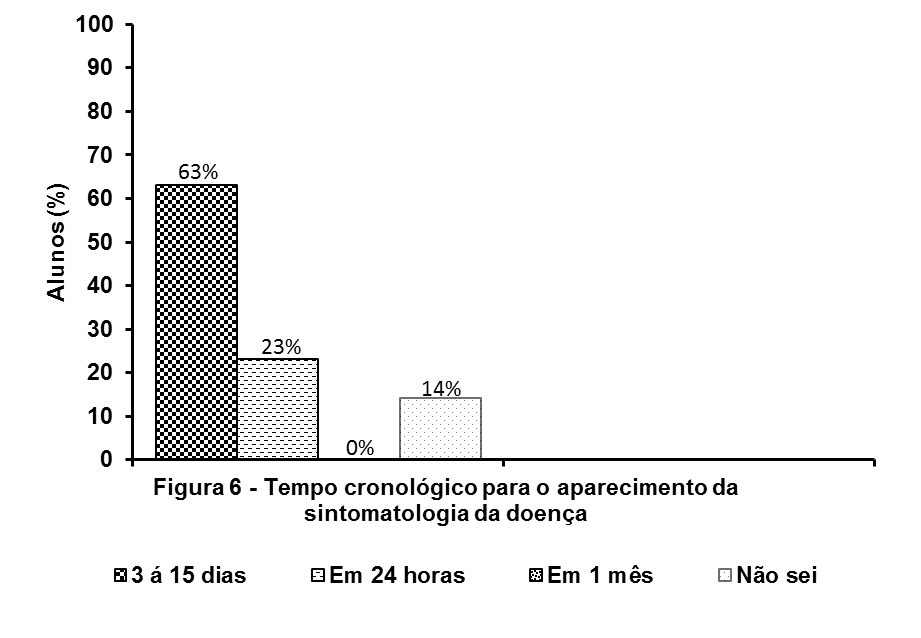 100
90
80
70
60
50
40
30
20
10
0
Alunos (%)
63%
23%
0%
14%
Figura 6 - Tempo cronológico para o aparecimento da
sintomatologia da doença
3 á 15 dias
Em 24 horas
Em 1 mês
Não sei